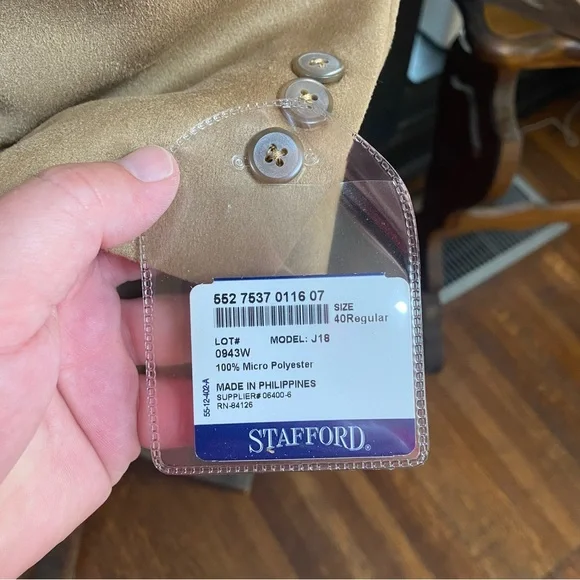 552 7537 0116 07
SIZE
40Regular
LOT# MODEL: J18
0943W
100% Micro Polyester
MADE IN PHILIPPINES
SUPPLIER# 06400-6
RN-84126
55-12-402-A
STAFFORD®